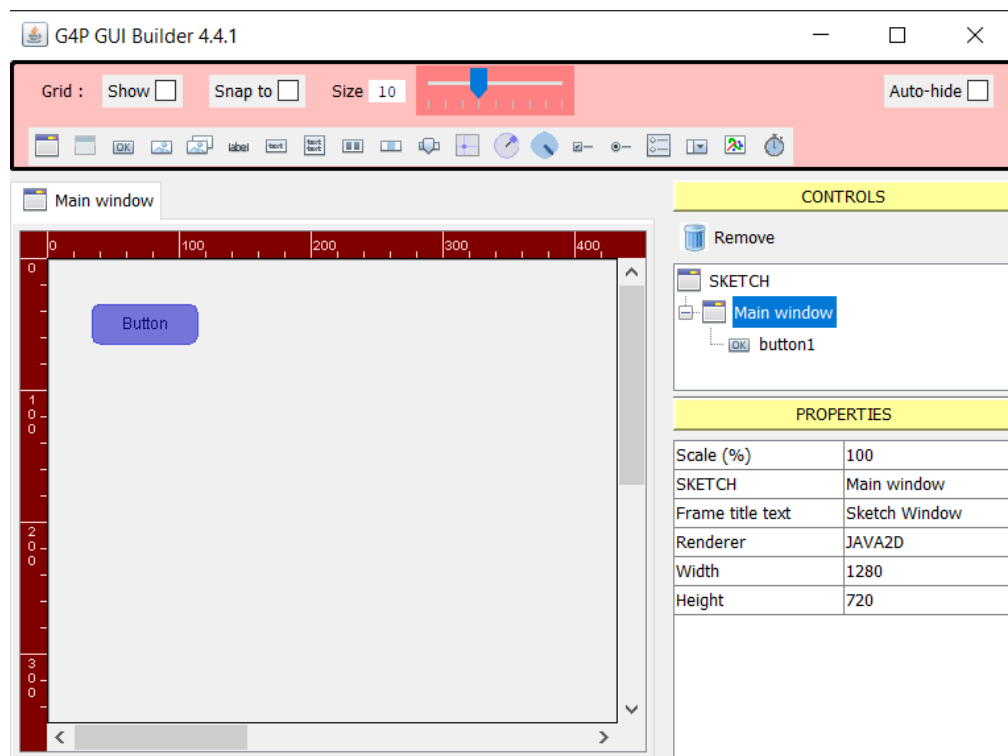 G4P GUI Builder 4.4.1
Grid : Show Snap to Size 10 Auto-hide
OK label text text text
Main window
0 100 200 300 400
0
100
200
300
Button
CONTROLS
Remove
SKETCH
Main window
OK button1
PROPERTIES
Scale (%) 100
SKETCH Main window
Frame title text Sketch Window
Renderer JAVA2D
Width 1280
Height 720